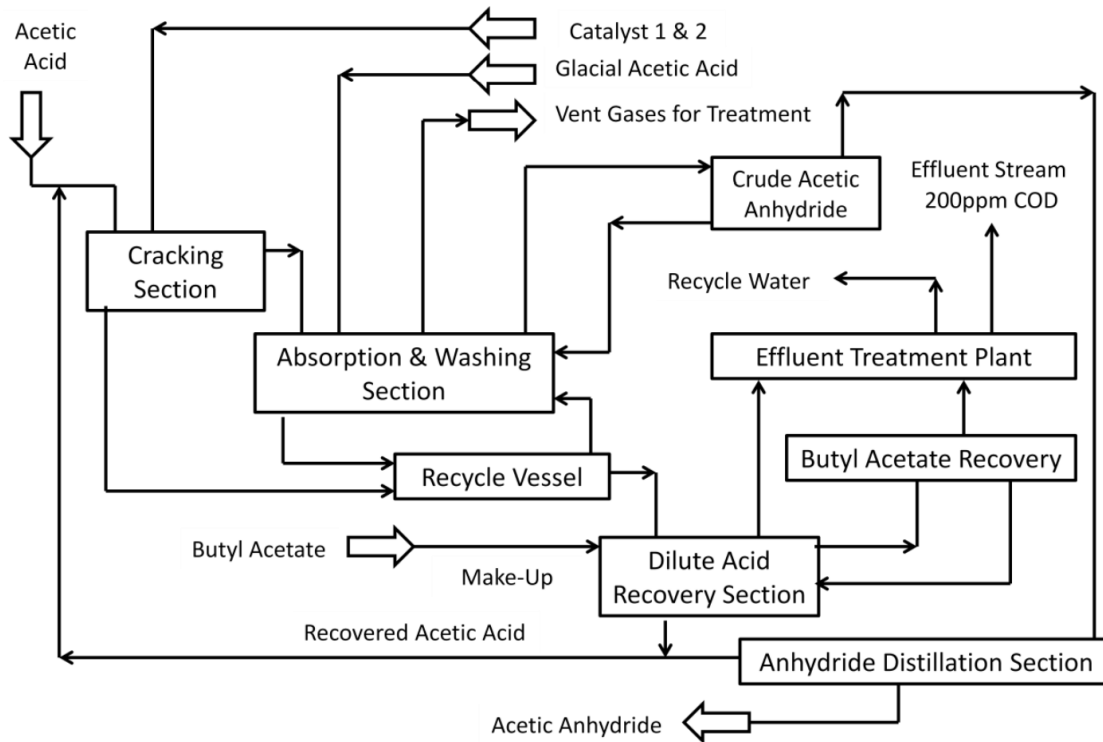 Acetic
Acid
Catalyst 1 & 2
Glacial Acetic Acid
Vent Gases for Treatment
Crude Acetic
Anhydride
Effluent Stream
200ppm COD
Cracking
Section
Recycle Water
Absorption & Washing
Section
Effluent Treatment Plant
Recycle Vessel
Butyl Acetate Recovery
Butyl Acetate
Make-Up
Dilute Acid
Recovery Section
Recovered Acetic Acid
Anhydride Distillation Section
Acetic Anhydride